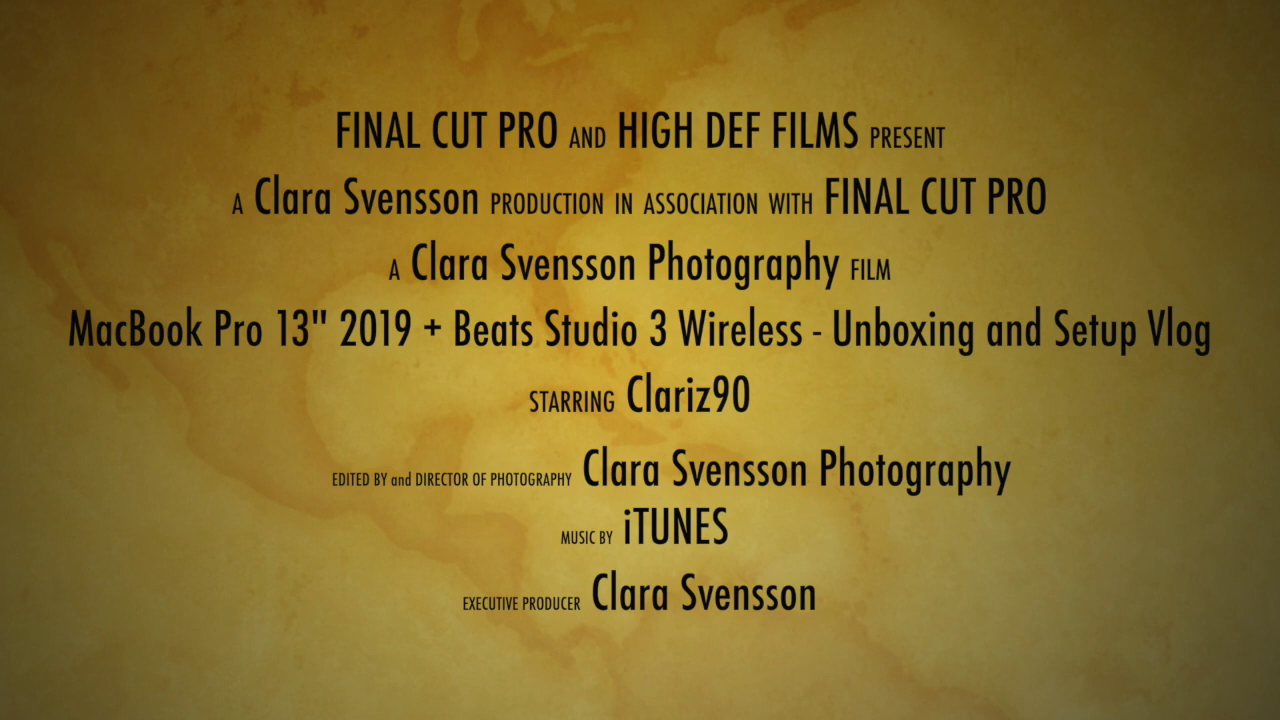 FINAL CUT PRO AND HIGH DEF FILMS PRESENT
A Clara Svensson PRODUCTION IN ASSOCIATION WITH FINAL CUT PRO
A Clara Svensson Photography FILM
MacBook Pro 13" 2019 + Beats Studio 3 Wireless - Unboxing and Setup Vlog
STARRING Clariz90
EDITED BY and DIRECTOR OF PHOTOGRAPHY Clara Svensson Photography
MUSIC BY iTUNES
EXECUTIVE PRODUCER Clara Svensson